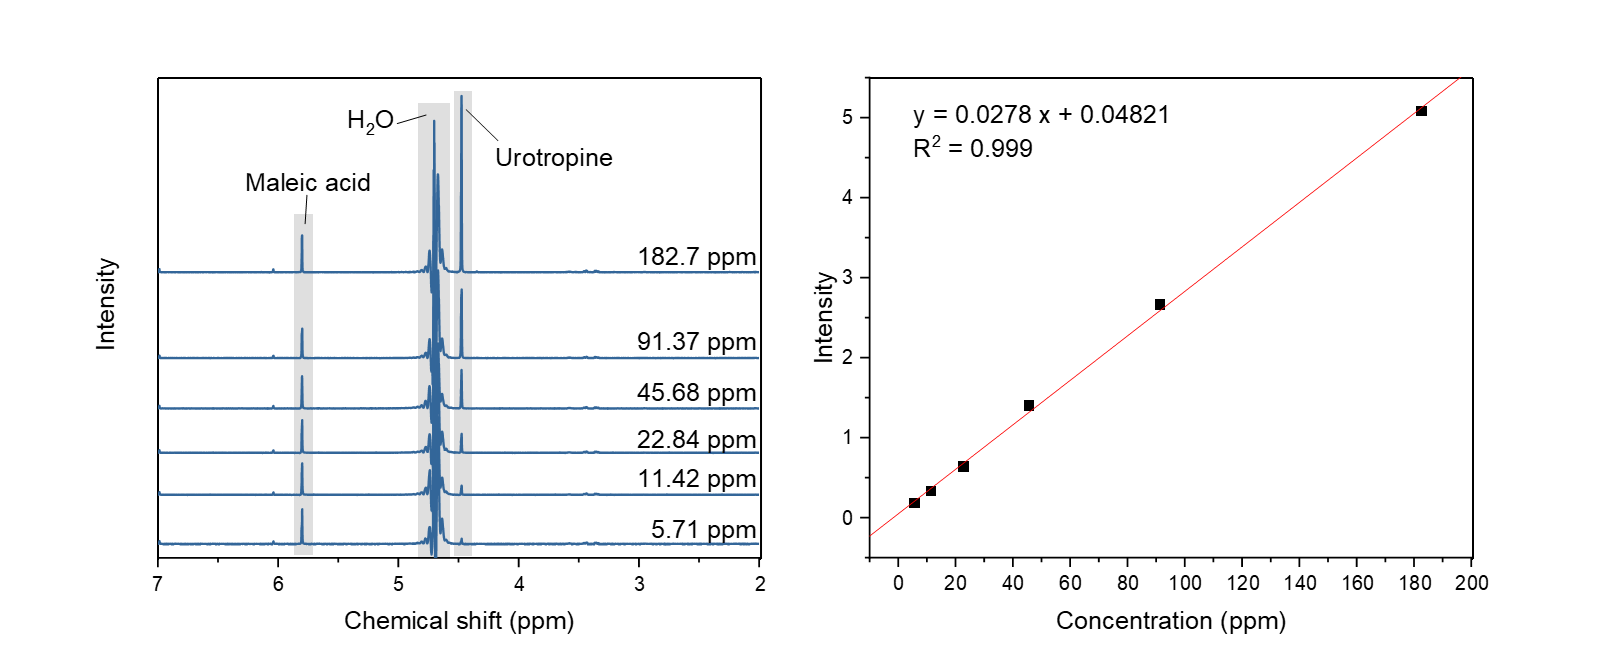 H₂O
Urotropine
Maleic acid
182.7 ppm
91.37 ppm
45.68 ppm
22.84 ppm
11.42 ppm
5.71 ppm
Intensity
7 6 5 4 3 2
Chemical shift (ppm)
y = 0.0278 x + 0.04821
R² = 0.999
5
4
3
2
1
0
Intensity
0 20 40 60 80 100 120 140 160 180 200
Concentration (ppm)